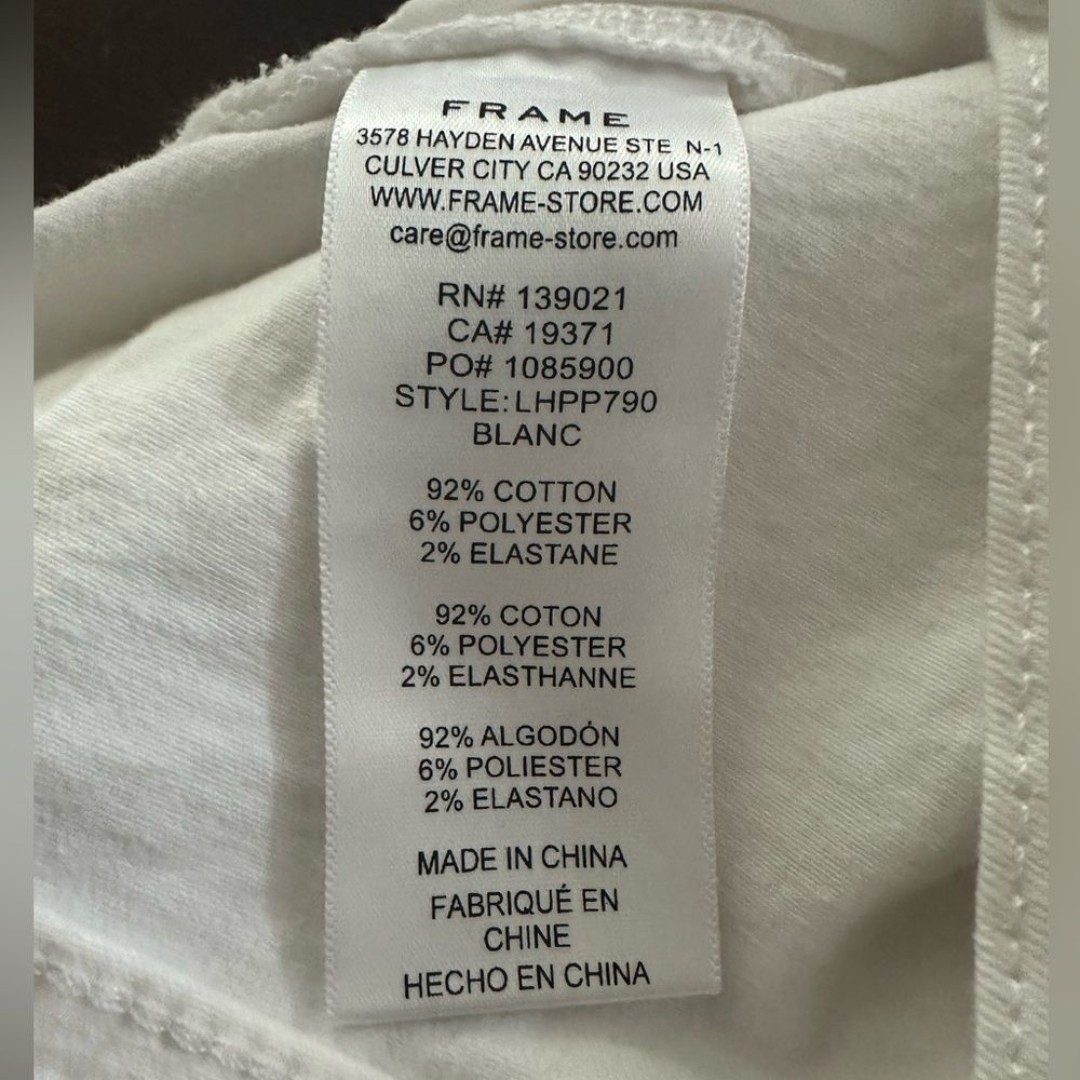 FRAME
3578 HAYDEN AVENUE STE N-1
CULVER CITY CA 90232 USA
WWW.FRAME-STORE.COM
care@frame-store.com
RN# 139021
CA# 19371
PO# 1085900
STYLE: LHPP790
BLANC
92% COTTON
6% POLYESTER
2% ELASTANE
92% COTON
6% POLYESTER
2% ELASTHANNE
92% ALGODÓN
6% POLIESTER
2% ELASTANO
MADE IN CHINA
FABRIQUÉ EN
CHINE
HECHO EN CHINA